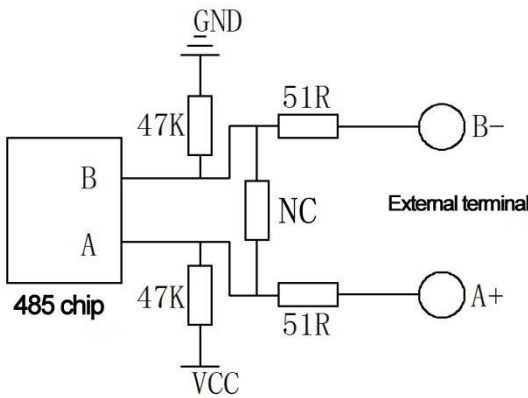 GND
51R
47K
B-
B
NC
External terminal
A
485 chip
47K
51R
A+
VCC